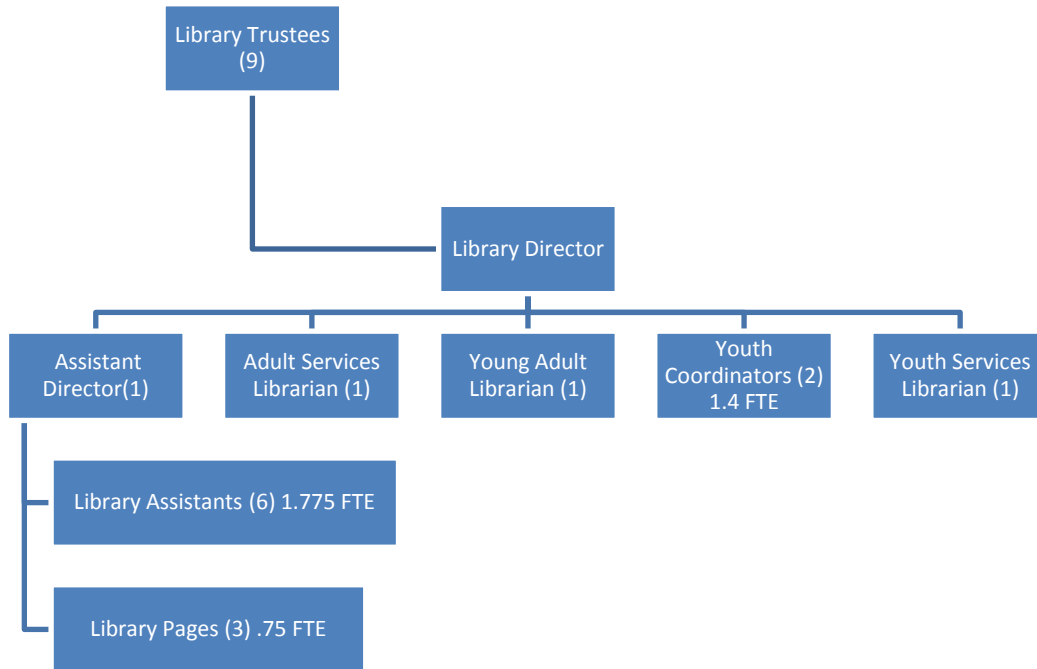 Library Trustees
(9)
Library Director
Assistant
Director(1)
Adult Services
Librarian (1)
Young Adult
Librarian (1)
Youth
Coordinators (2)
1.4 FTE
Youth Services
Librarian (1)
Library Assistants (6) 1.775 FTE
Library Pages (3) .75 FTE